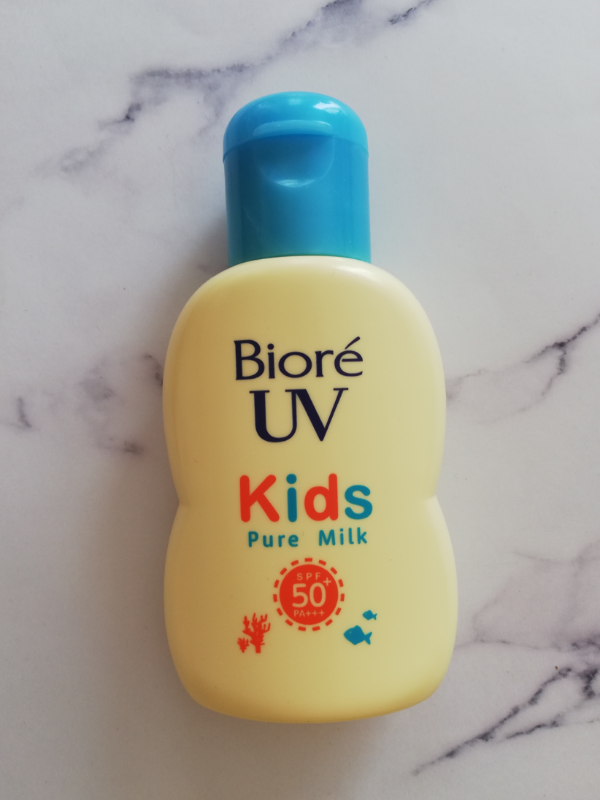 Bioré
UV
Kids
Pure Milk
SPF
50+
PA+++